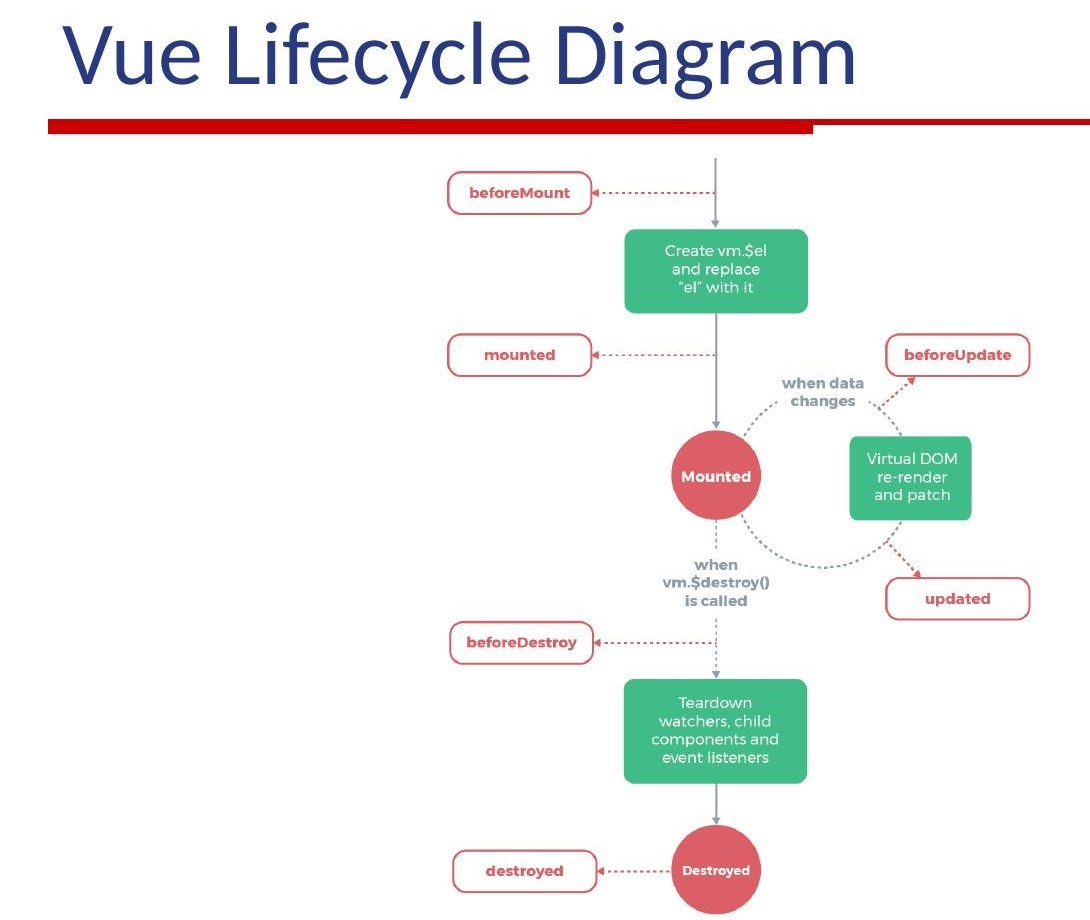 Vue Lifecycle Diagram
beforeMount
Create vm.$el
and replace
“el” with it
mounted
beforeUpdate
when data
changes
Mounted
Virtual DOM
re-render
and patch
when
vm.$destroy()
is called
updated
beforeDestroy
Teardown
watchers, child
components and
event listeners
destroyed
Destroyed